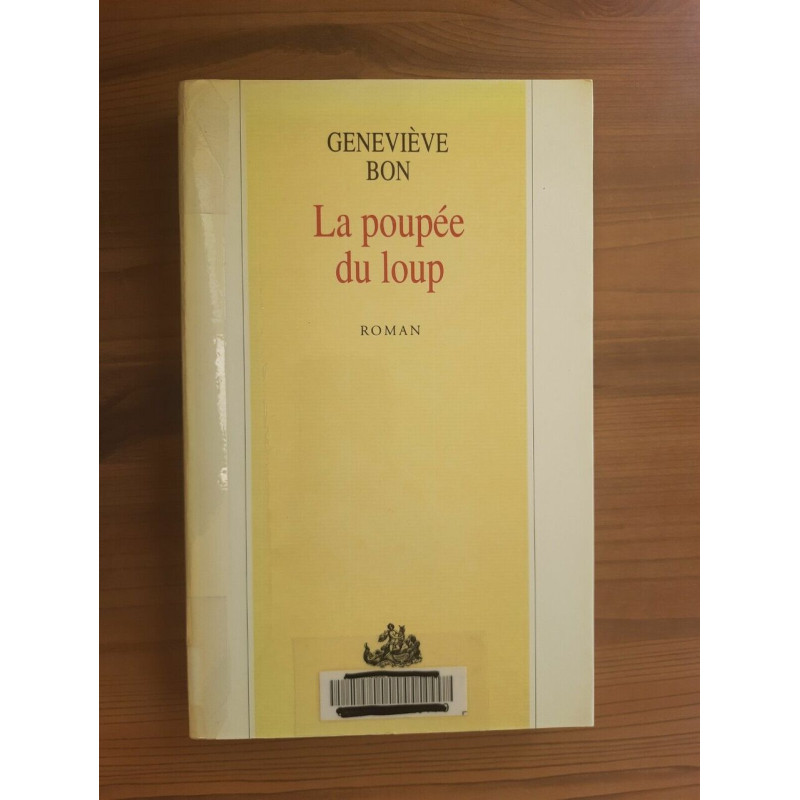 GENEVIÈVE
BON
La poupée
du loup
ROMAN